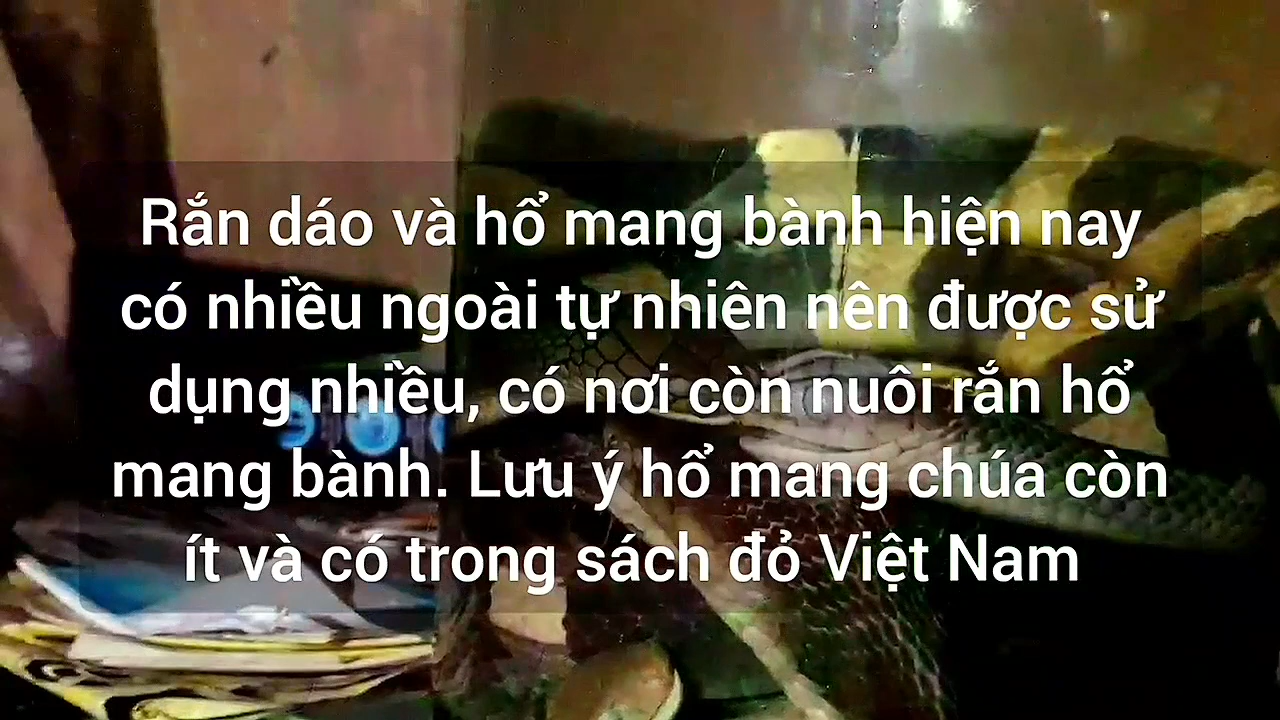 Rắn dáo và hổ mang bành hiện nay
có nhiều ngoài tự nhiên nên được sử
dụng nhiều, có nơi còn nuôi rắn hổ
mang bành. Lưu ý hổ mang chúa còn
ít và có trong sách đỏ Việt Nam